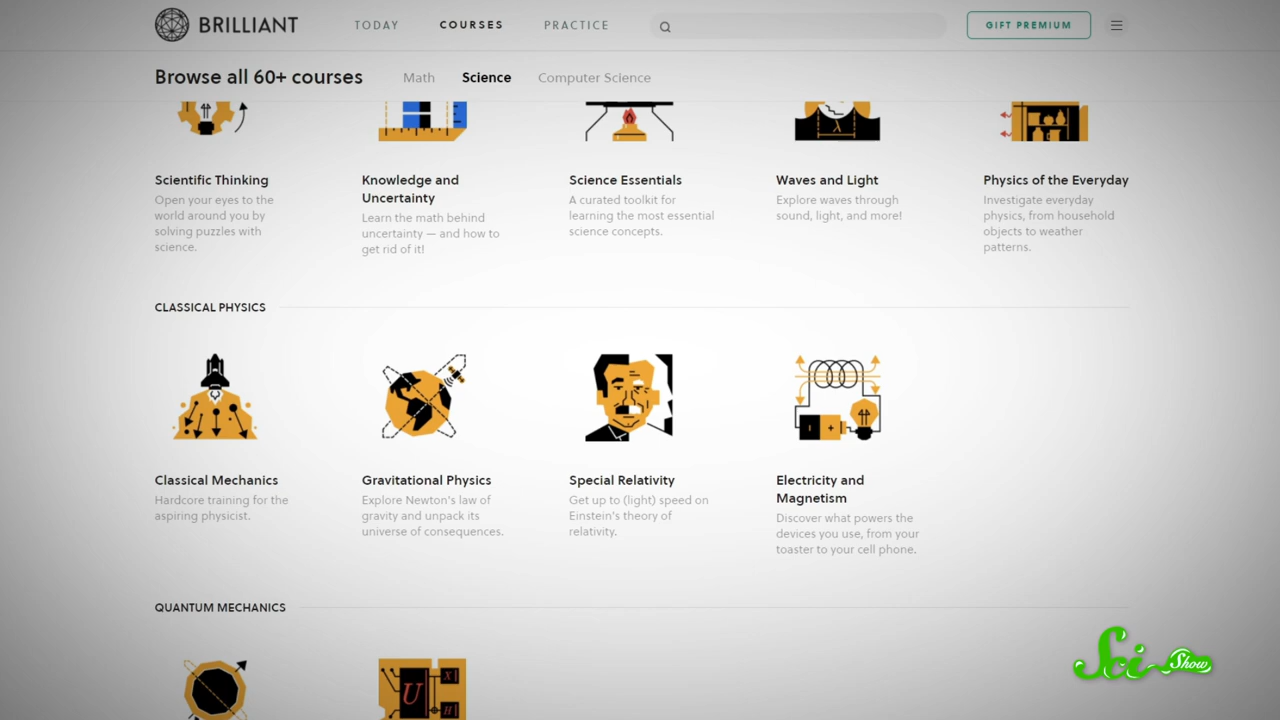 BRILLIANT
TODAY
COURSES
PRACTICE
GIFT PREMIUM
Browse all 60+ courses
Math
Science
Computer Science
λ
Scientific Thinking
Open your eyes to the
world around you by
solving puzzles with
science.
Knowledge and
Uncertainty
Learn the math behind
uncertainty — and how to
get rid of it!
Science Essentials
A curated toolkit for
learning the most essential
science concepts.
Waves and Light
Explore waves through
sound, light, and more!
Physics of the Everyday
Investigate everyday
physics, from household
objects to weather
patterns.
CLASSICAL PHYSICS
Classical Mechanics
Hardcore training for the
aspiring physicist.
Gravitational Physics
Explore Newton's law of
gravity and unpack its
universe of consequences.
Special Relativity
Get up to (light) speed on
Einstein's theory of
relativity.
Electricity and
Magnetism
Discover what powers the
devices you use, from your
toaster to your cell phone.
QUANTUM MECHANICS
U
X
H
Sci Show